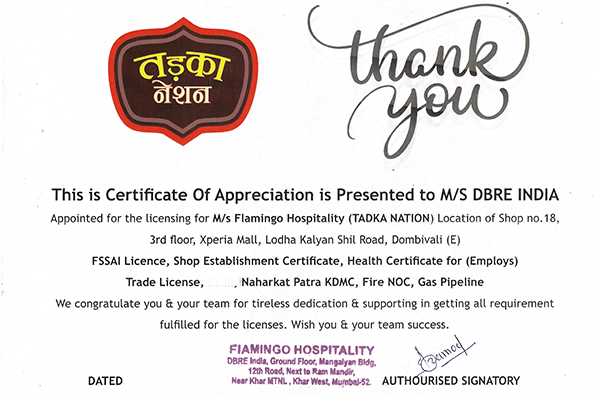 तड़का
नेशन
thank
you
This is Certificate Of Appreciation is Presented to M/S DBRE INDIA
Appointed for the licensing for M/s Flamingo Hospitality (TADKA NATION) Location of Shop no.18,
3rd floor, Xperia Mall, Lodha Kalyan Shil Road, Dombivali (E)
FSSAI Licence, Shop Establishment Certificate, Health Certificate for (Employs)
Trade License, , Naharkat Patra KDMC, Fire NOC, Gas Pipeline
We congratulate you & your team for tireless dedication & supporting in getting all requirement
fulfilled for the licenses. Wish you & your team success.
FIAMINGO HOSPITALITY
DBRE India, Ground Floor, Mangalyan Bldg,
12th Road, Next to Ram Mandir,
Near Khar MTNL , Khar West, Mumbai-52.
DATED
AUTHOURISED SIGNATORY